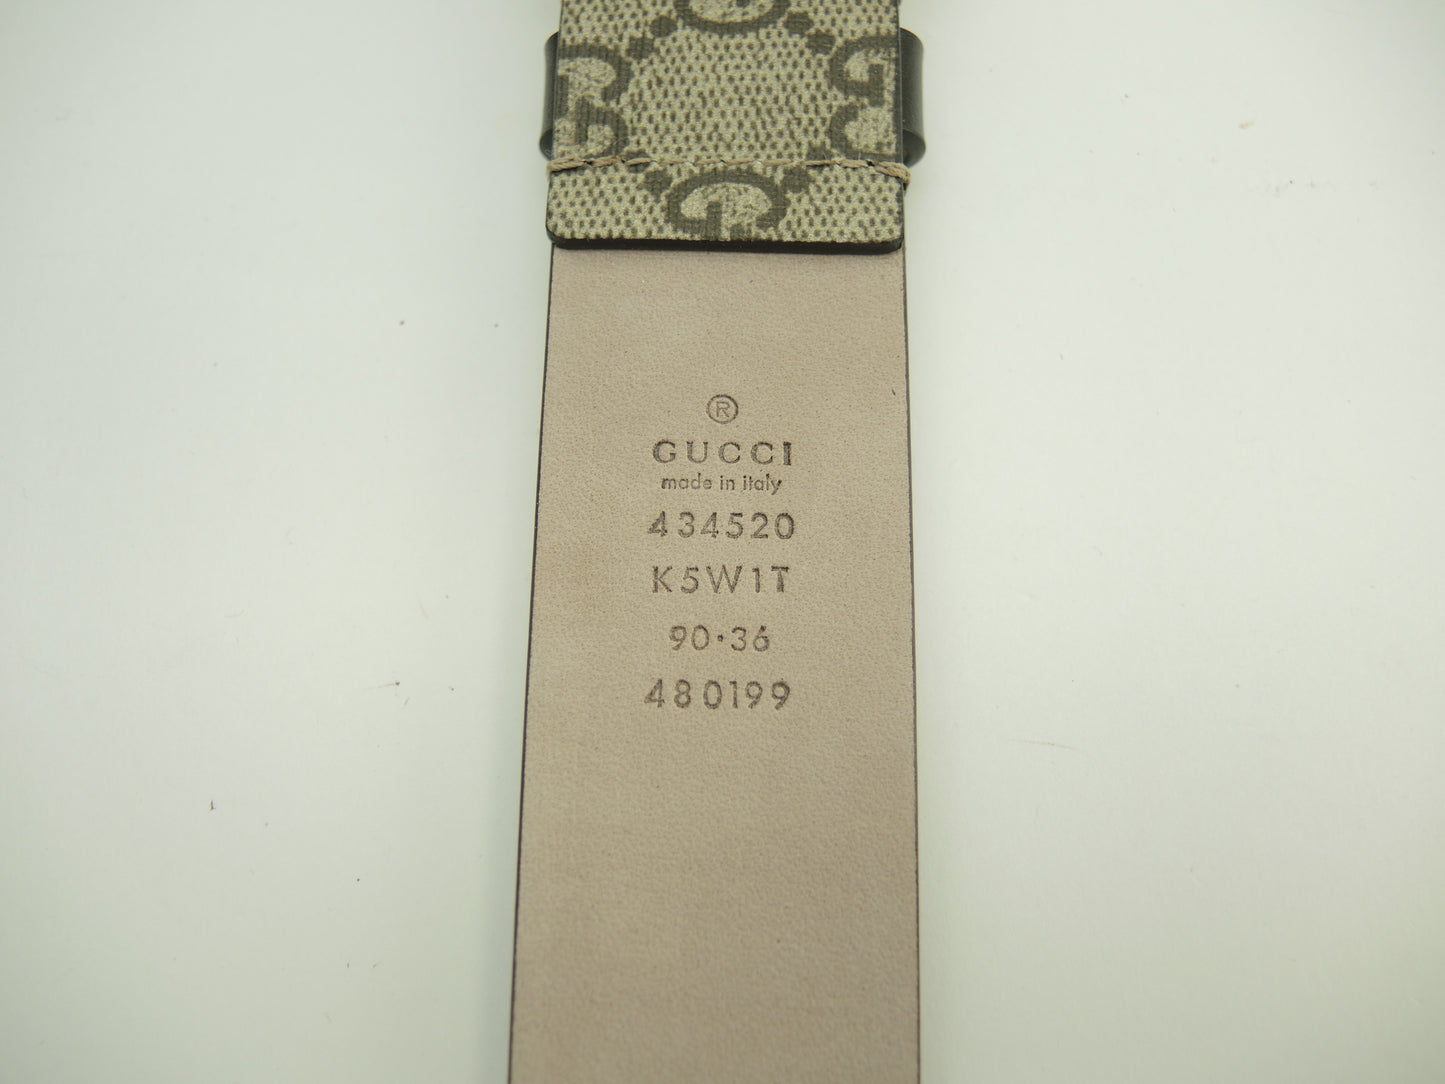 ®
GUCCI
made in italy
434520
K5W1T
90·36
480199